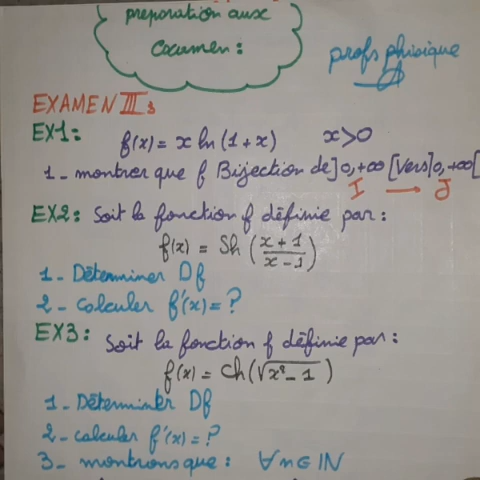 preparation aux
Examen:
profs phisique
EXAMEN III:
EX1: f(x) = x ln (1+x) x>0
1 - montrer que f Bijection de ]0,+∞[ Vers ]0,+∞[
I → J
EX2: Soit la fonction f définie par:
f(x) = Sh (x+1/x-1)
1 - Déterminer Df
2 - Calculer f'(x) = ?
EX3: Soit la fonction f définie par:
f(x) = Ch(√x²-1)
1 - Déterminer Df
2 - calculer f'(x) = ?
3 - montrons que: ∀n∈IN